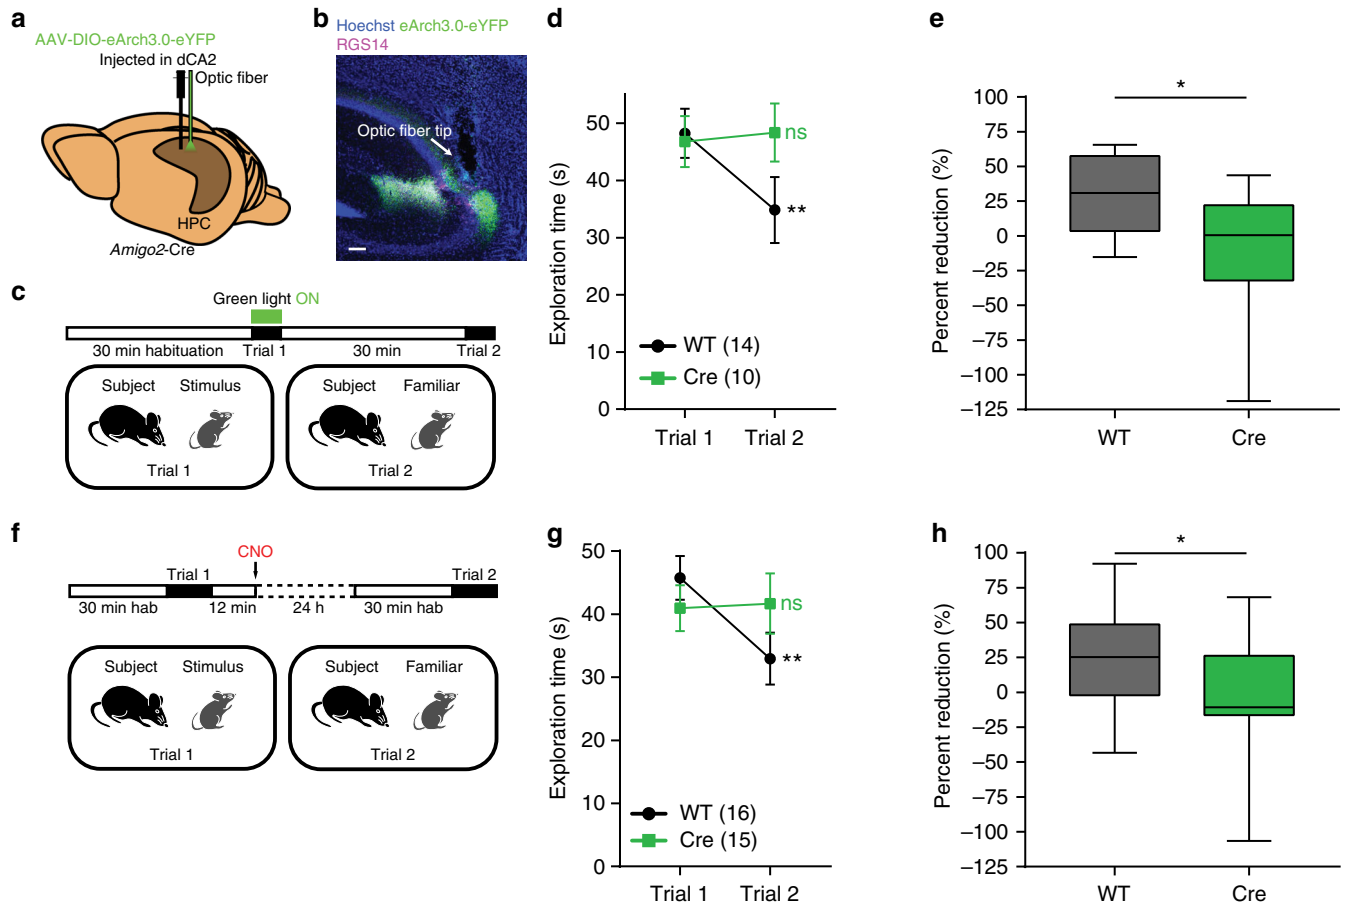 a
AAV-DIO-eArch3.0-eYFP
Injected in dCA2
Optic fiber
HPC
Amigo2-Cre
b
Hoechst eArch3.0-eYFP
RGS14
Optic fiber tip
c
Green light ON
30 min habituation Trial 1 30 min Trial 2
Subject Stimulus
Trial 1
Subject Familiar
Trial 2
d
Exploration time (s)
50
40
30
20
10
0
ns
**
WT (14)
Cre (10)
Trial 1 Trial 2
e
Percent reduction (%)
*
100
75
50
25
0
−25
−50
−75
−100
−125
WT Cre
f
CNO
Trial 1 Trial 2
30 min hab 12 min 24 h 30 min hab
Subject Stimulus
Trial 1
Subject Familiar
Trial 2
g
Exploration time (s)
50
40
30
20
10
0
ns
**
WT (16)
Cre (15)
Trial 1 Trial 2
h
Percent reduction (%)
*
100
75
50
25
0
−25
−50
−75
−100
−125
WT Cre